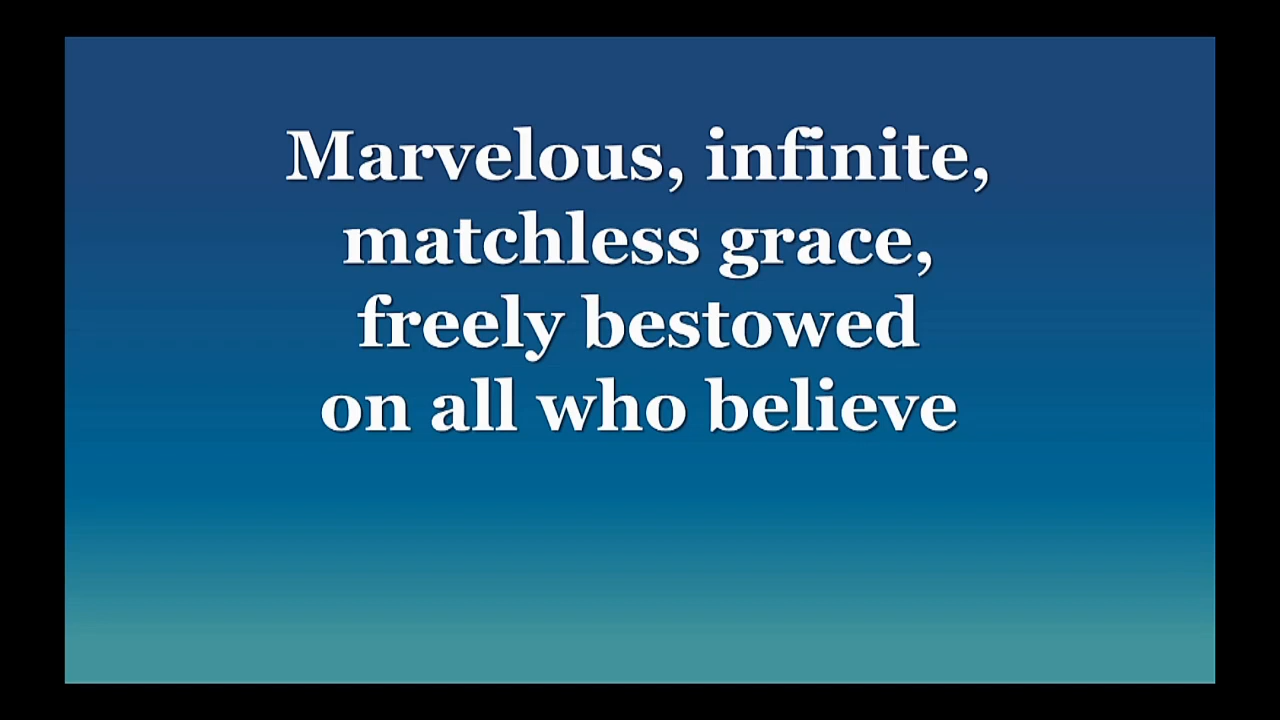 Marvelous, infinite,
matchless grace,
freely bestowed
on all who believe